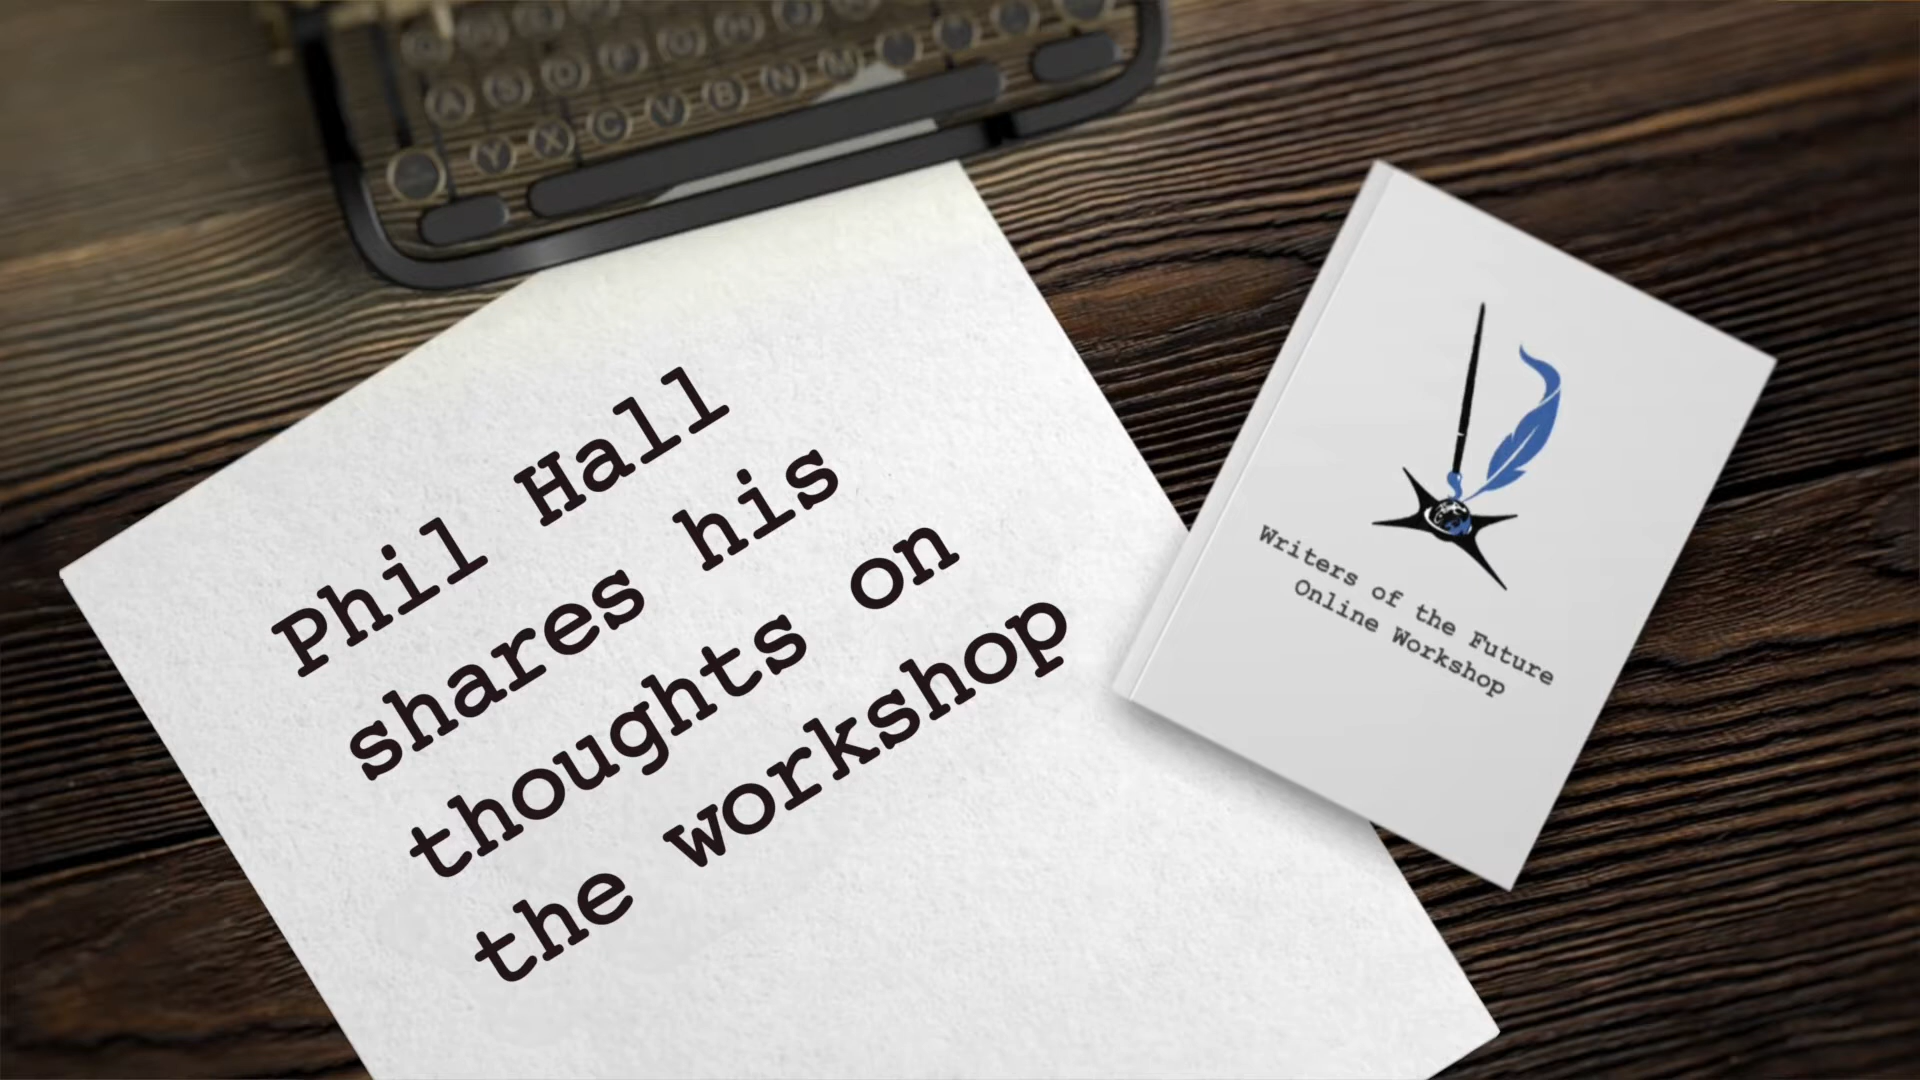 A S D F G H J
Y X C V B N M
Phil Hall
shares his
thoughts on
the workshop
Writers of the Future
Online Workshop